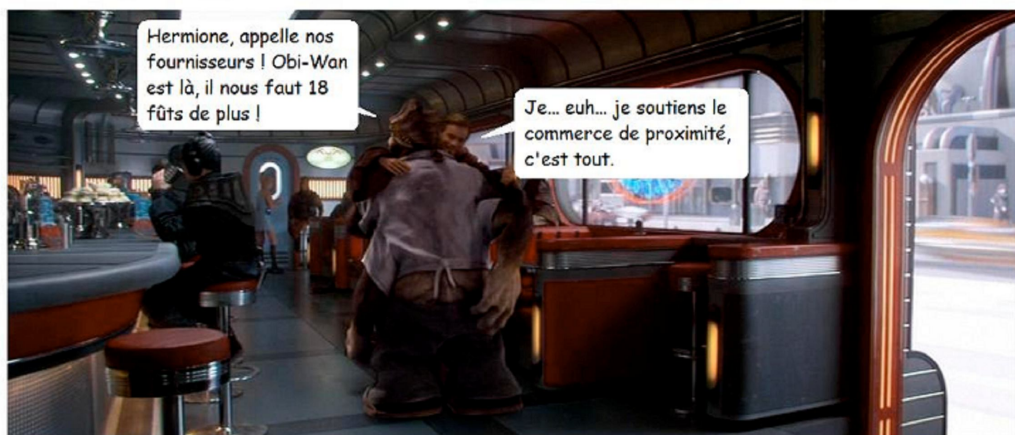 Hermione, appelle nos
fournisseurs ! Obi-Wan
est là, il nous faut 18
fûts de plus !
Je... euh... je soutiens le
commerce de proximité,
c'est tout.